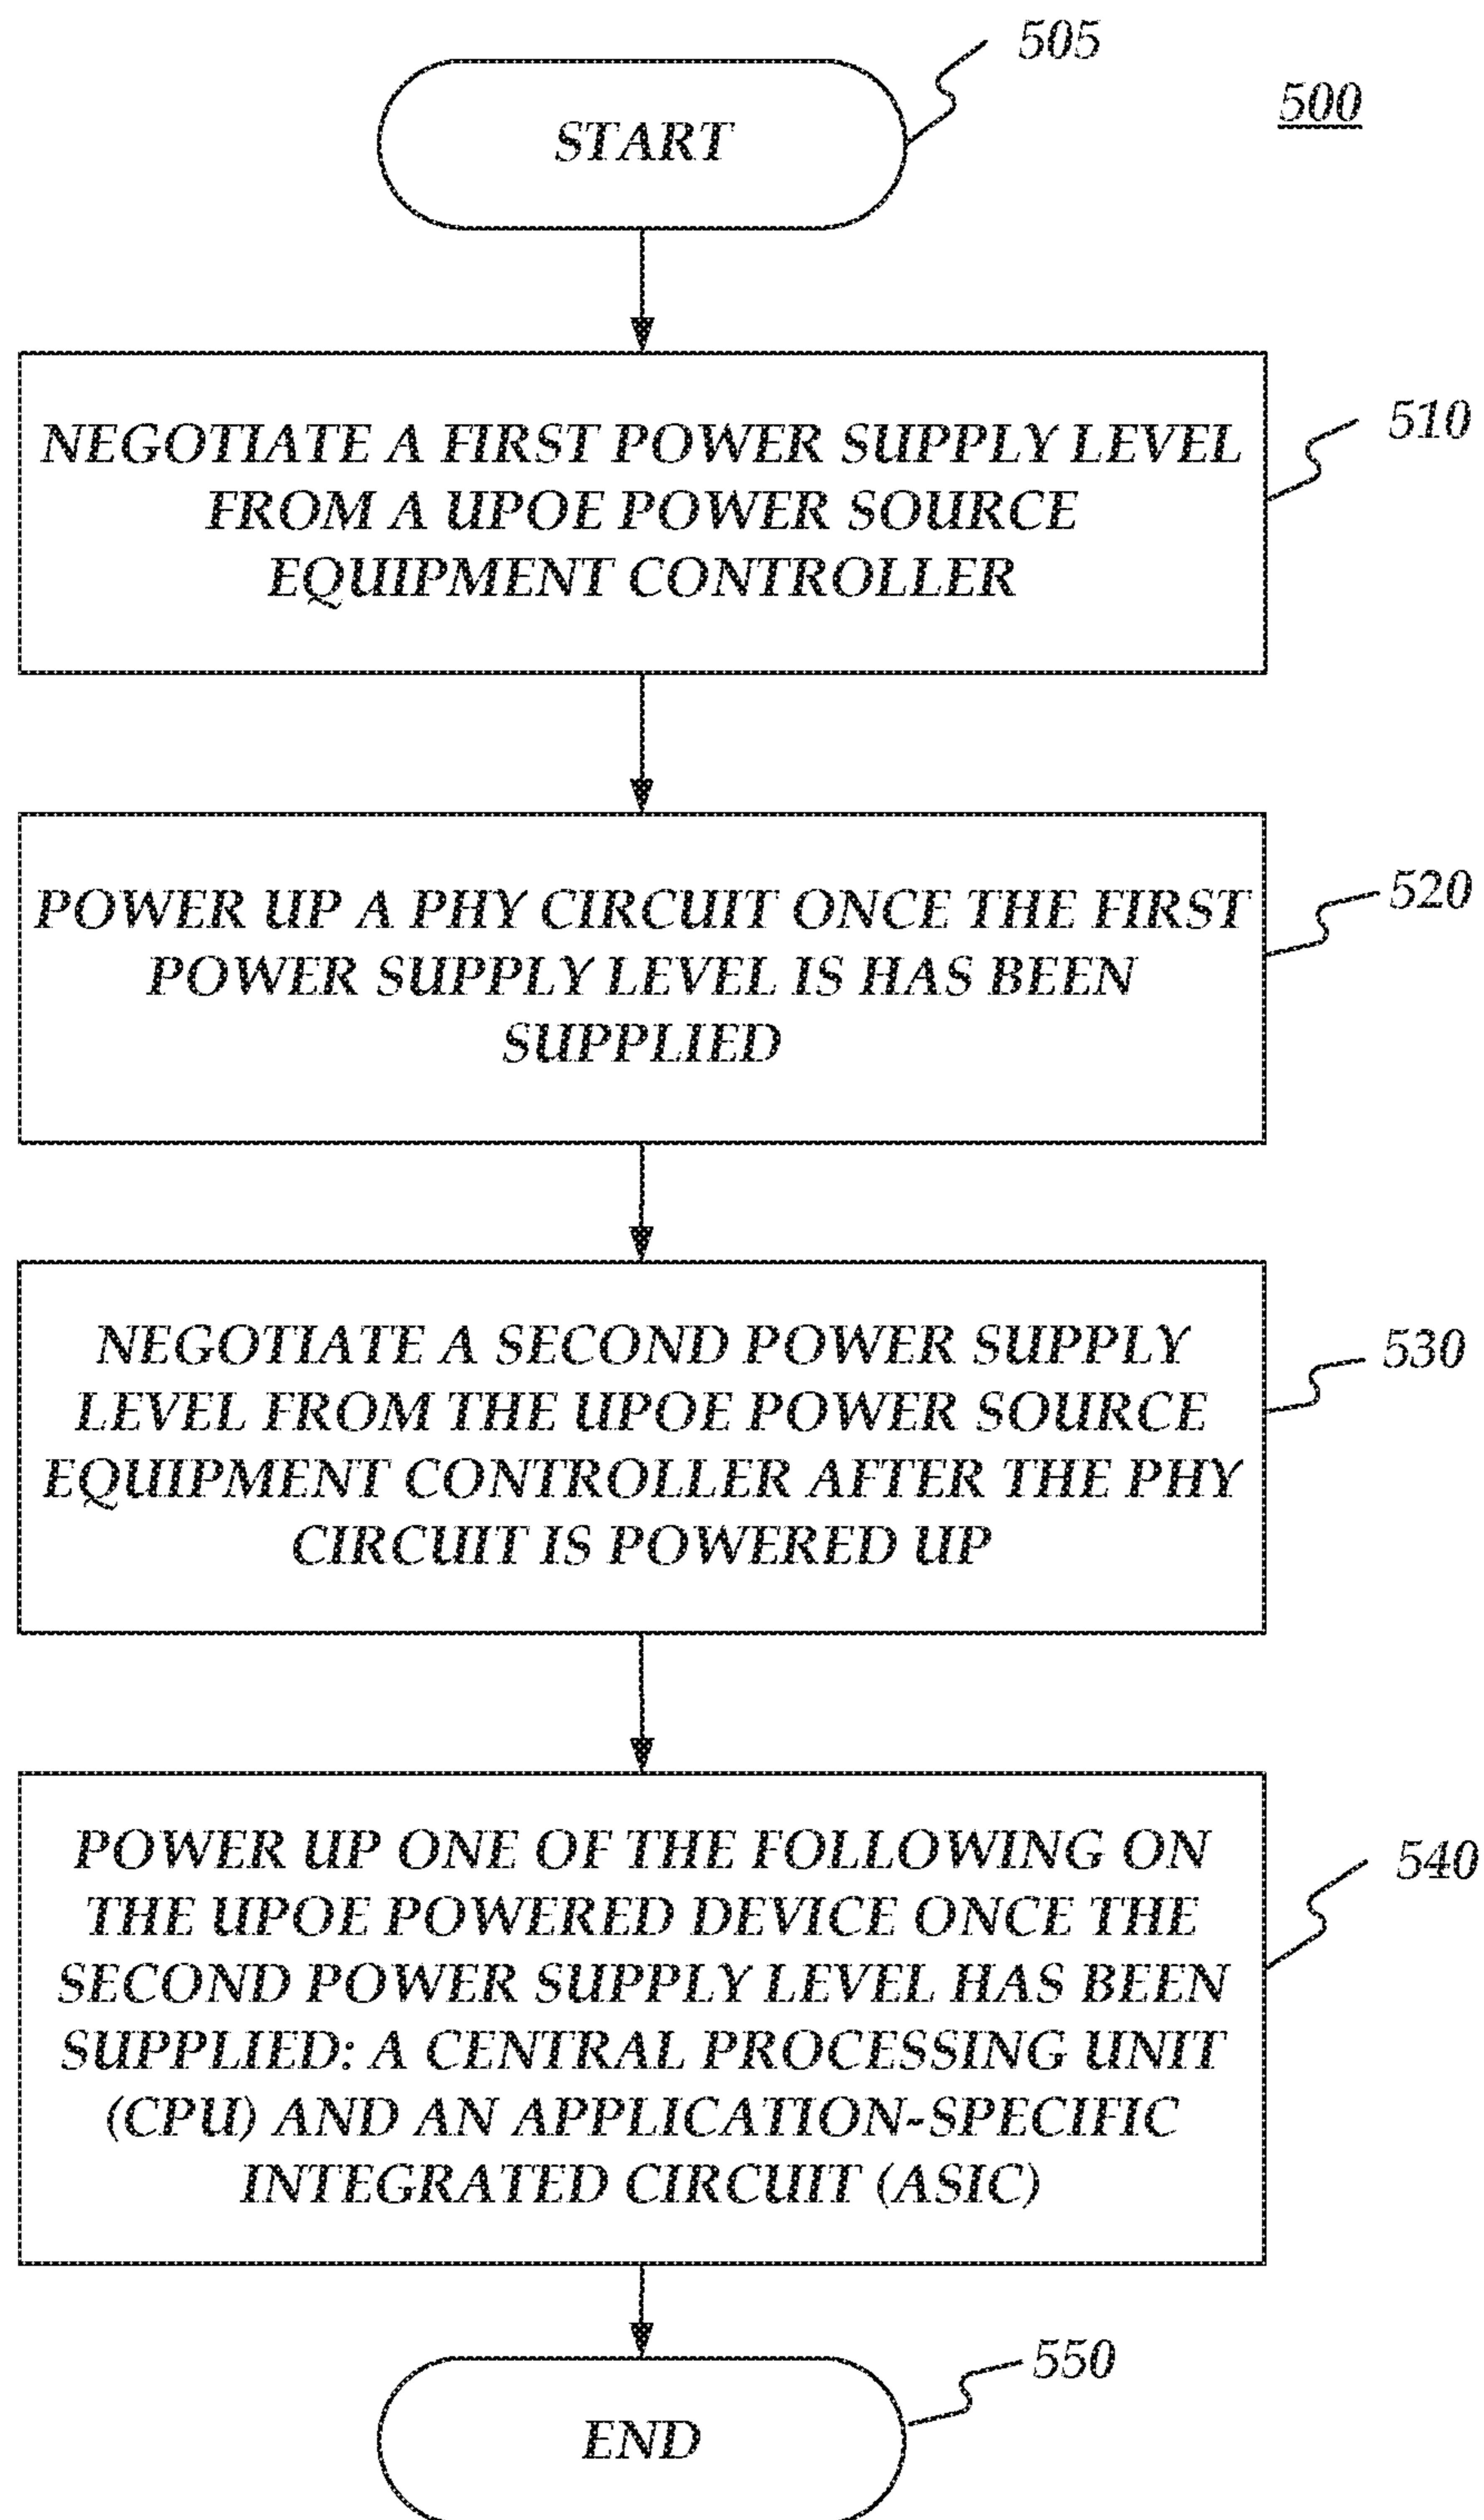 505
500
START
NEGOTIATE A FIRST POWER SUPPLY LEVEL
FROM A UPOE POWER SOURCE
EQUIPMENT CONTROLLER
510
POWER UP A PHY CIRCUIT ONCE THE FIRST
POWER SUPPLY LEVEL IS HAS BEEN
SUPPLIED
520
NEGOTIATE A SECOND POWER SUPPLY
LEVEL FROM THE UPOE POWER SOURCE
EQUIPMENT CONTROLLER AFTER THE PHY
CIRCUIT IS POWERED UP
530
POWER UP ONE OF THE FOLLOWING ON
THE UPOE POWERED DEVICE ONCE THE
SECOND POWER SUPPLY LEVEL HAS BEEN
SUPPLIED: A CENTRAL PROCESSING UNIT
(CPU) AND AN APPLICATION-SPECIFIC
INTEGRATED CIRCUIT (ASIC)
540
550
END